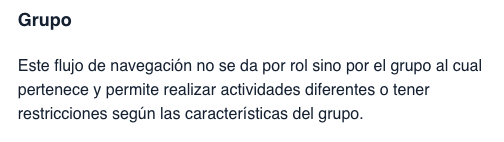 Grupo
Este flujo de navegación no se da por rol sino por el grupo al cual
pertenece y permite realizar actividades diferentes o tener
restricciones según las características del grupo.